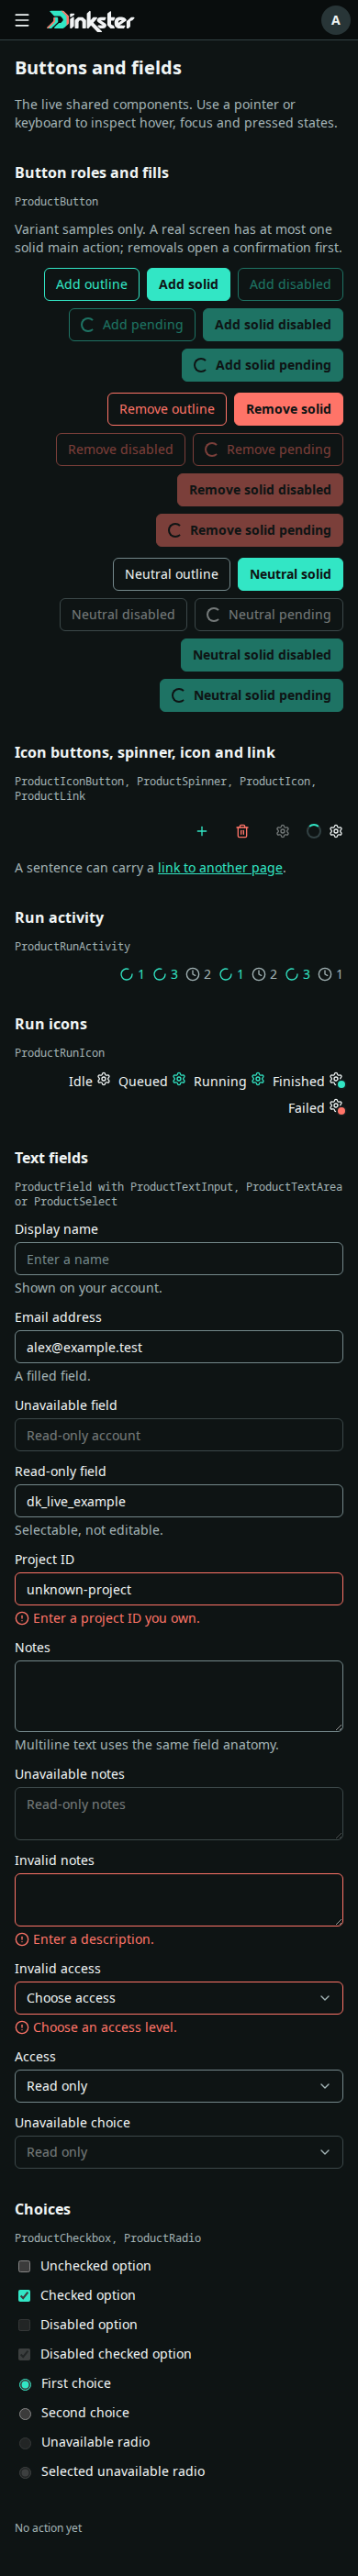 Dinkster
A
Buttons and fields
The live shared components. Use a pointer or
keyboard to inspect hover, focus and pressed states.
Button roles and fills
ProductButton
Variant samples only. A real screen has at most one
solid main action; removals open a confirmation first.
Add outline Add solid Add disabled
Add pending Add solid disabled
Add solid pending
Remove outline Remove solid
Remove disabled Remove pending
Remove solid disabled
Remove solid pending
Neutral outline Neutral solid
Neutral disabled Neutral pending
Neutral solid disabled
Neutral solid pending
Icon buttons, spinner, icon and link
ProductIconButton, ProductSpinner, ProductIcon,
ProductLink
A sentence can carry a link to another page.
Run activity
ProductRunActivity
1 3 2 1 2 3 1
Run icons
ProductRunIcon
Idle Queued Running Finished
Failed
Text fields
ProductField with ProductTextInput, ProductTextArea
or ProductSelect
Display name
Enter a name
Shown on your account.
Email address
alex@example.test
A filled field.
Unavailable field
Read-only account
Read-only field
dk_live_example
Selectable, not editable.
Project ID
unknown-project
Enter a project ID you own.
Notes
Multiline text uses the same field anatomy.
Unavailable notes
Read-only notes
Invalid notes
Enter a description.
Invalid access
Choose access
Choose an access level.
Access
Read only
Unavailable choice
Read only
Choices
ProductCheckbox, ProductRadio
Unchecked option
Checked option
Disabled option
Disabled checked option
First choice
Second choice
Unavailable radio
Selected unavailable radio
No action yet